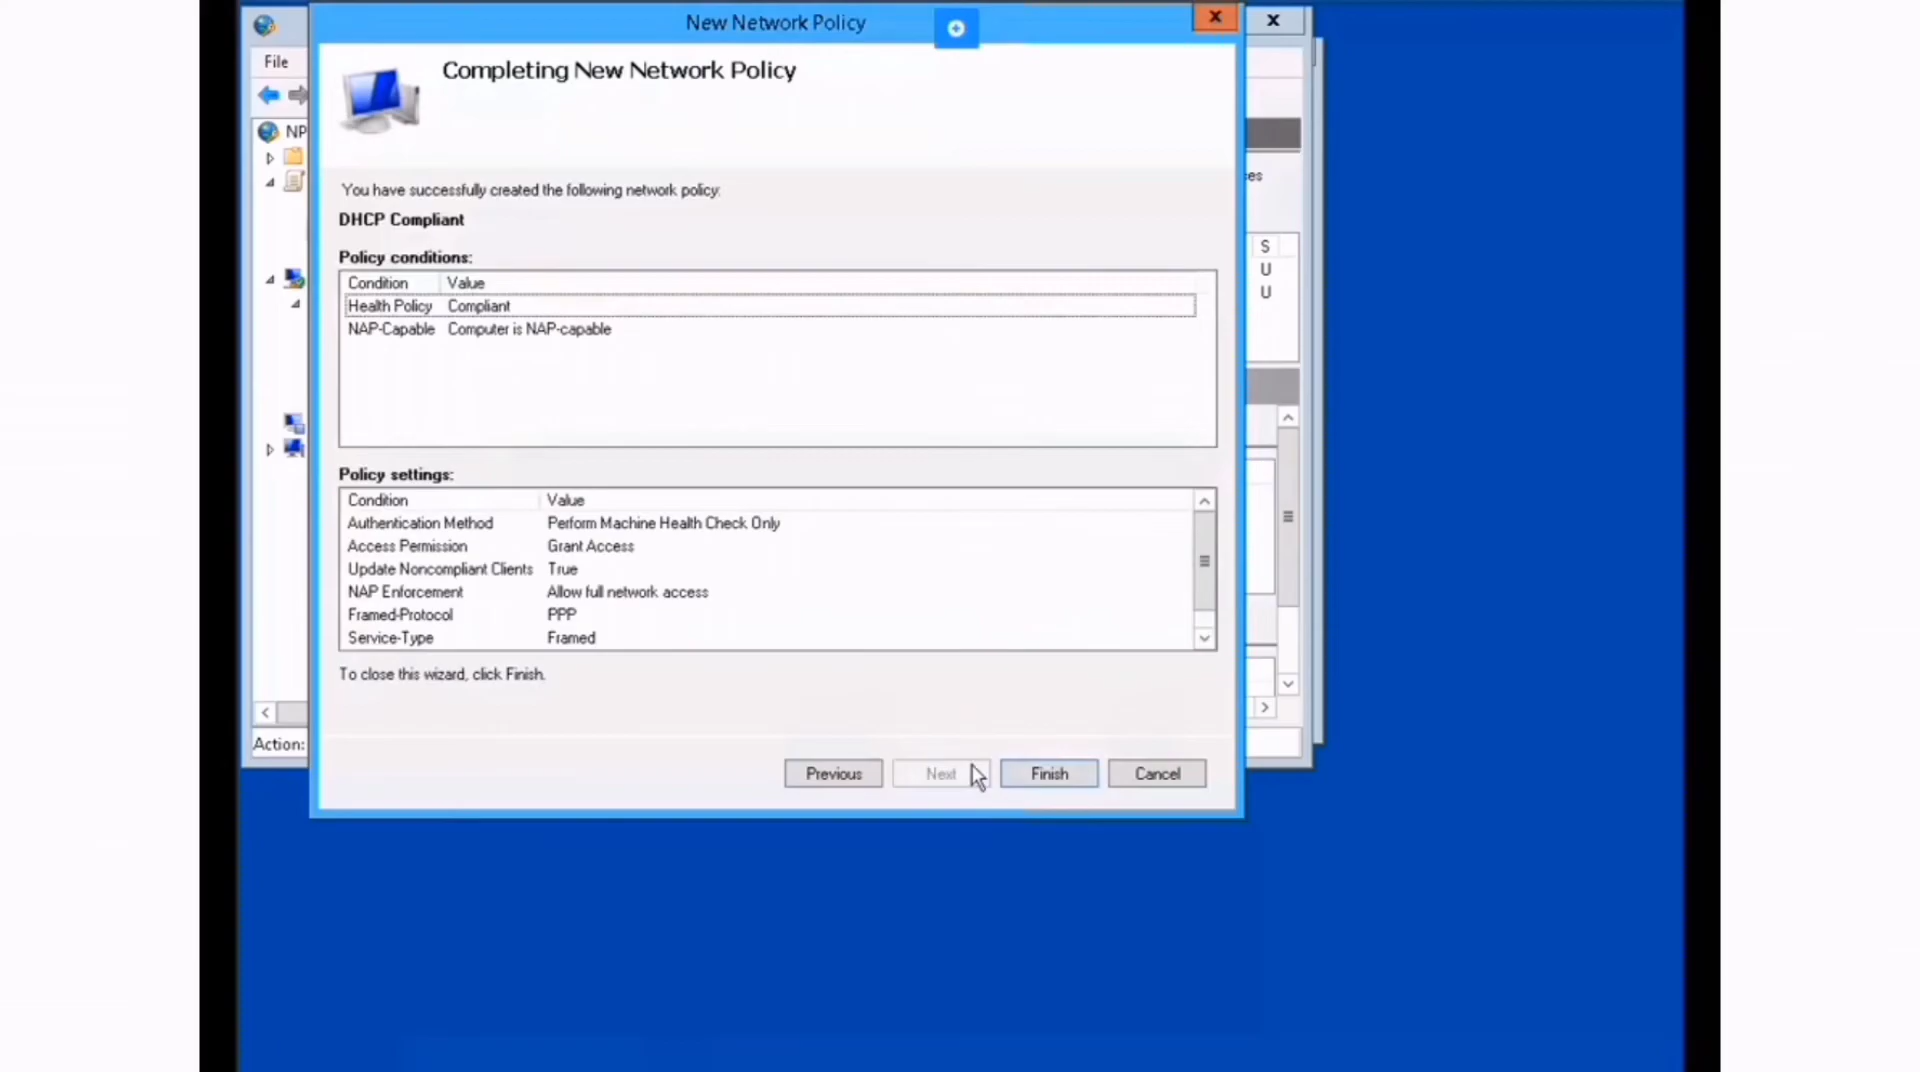 New Network Policy
x
x
File
Completing New Network Policy
NP
es
You have successfully created the following network policy:
DHCP Compliant
Policy conditions:
Condition Value
Health Policy Compliant
NAP-Capable Computer is NAP-capable
S
U
U
Policy settings:
Condition Value
Authentication Method Perform Machine Health Check Only
Access Permission Grant Access
Update Noncompliant Clients True
NAP Enforcement Allow full network access
Framed-Protocol PPP
Service-Type Framed
To close this wizard, click Finish.
Action:
Previous Next Finish Cancel